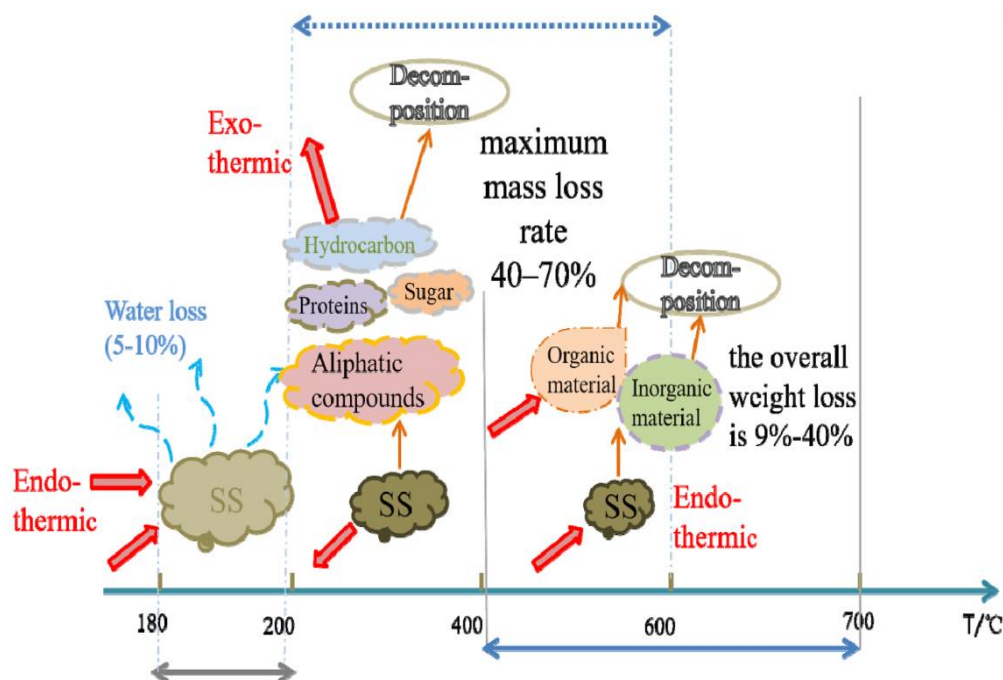 Decom-
position
Exo-
thermic
maximum
mass loss
rate
40–70%
Hydrocarbon
Proteins
Sugar
Water loss
(5-10%)
Aliphatic
compounds
Decom-
position
Organic
material
Inorganic
material
the overall
weight loss
is 9%-40%
Endo-
thermic
SS
SS
SS
Endo-
thermic
180
200
400
600
700
T/℃